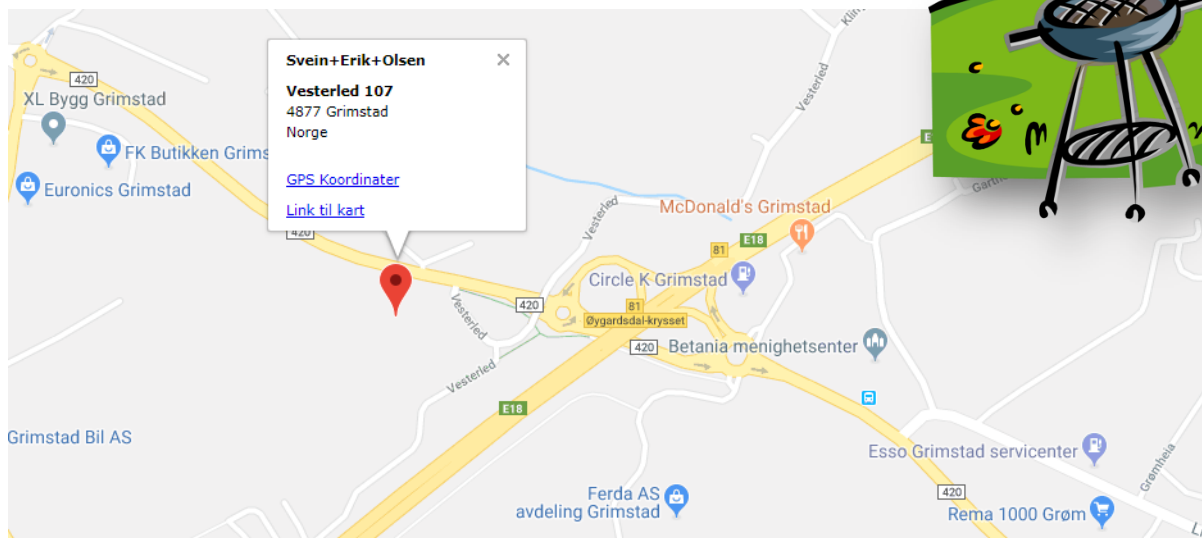 Svein+Erik+Olsen
Vesterled 107
4877 Grimstad
Norge
GPS Koordinater
Link til kart
420
XL Bygg Grimstad
FK Butikken Grims
Euronics Grimstad
420
Vesterled
Vesterled
McDonald's Grimstad
E18
81
Circle K Grimstad
420
81
Øygardsdal-krysset
Vesterled
420
Betania menighetsenter
Vesterled
E18
Grimstad Bil AS
Esso Grimstad servicenter
Grømheia
420
Ferda AS
avdeling Grimstad
Rema 1000 Grøm